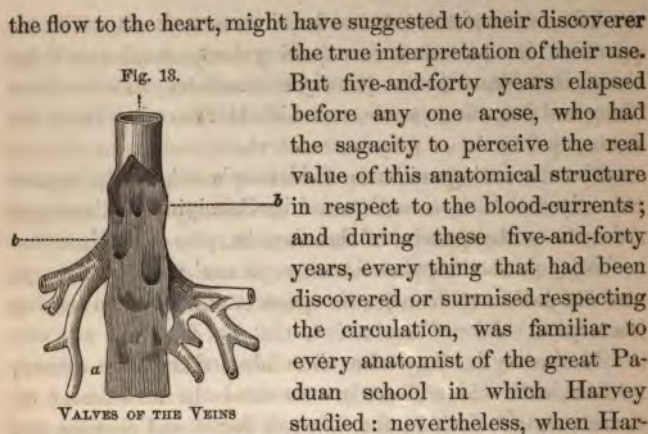 the flow to the heart, might have suggested to their discoverer
the true interpretation of their use.
Fig. 18.
But five-and-forty years elapsed
before any one arose, who had
the sagacity to perceive the real
value of this anatomical structure
b
in respect to the blood-currents;
b
and during these five-and-forty
years, every thing that had been
discovered or surmised respecting
the circulation, was familiar to
a
every anatomist of the great Pa-
duan school in which Harvey
VALVES OF THE VEINS
studied: nevertheless, when Har-